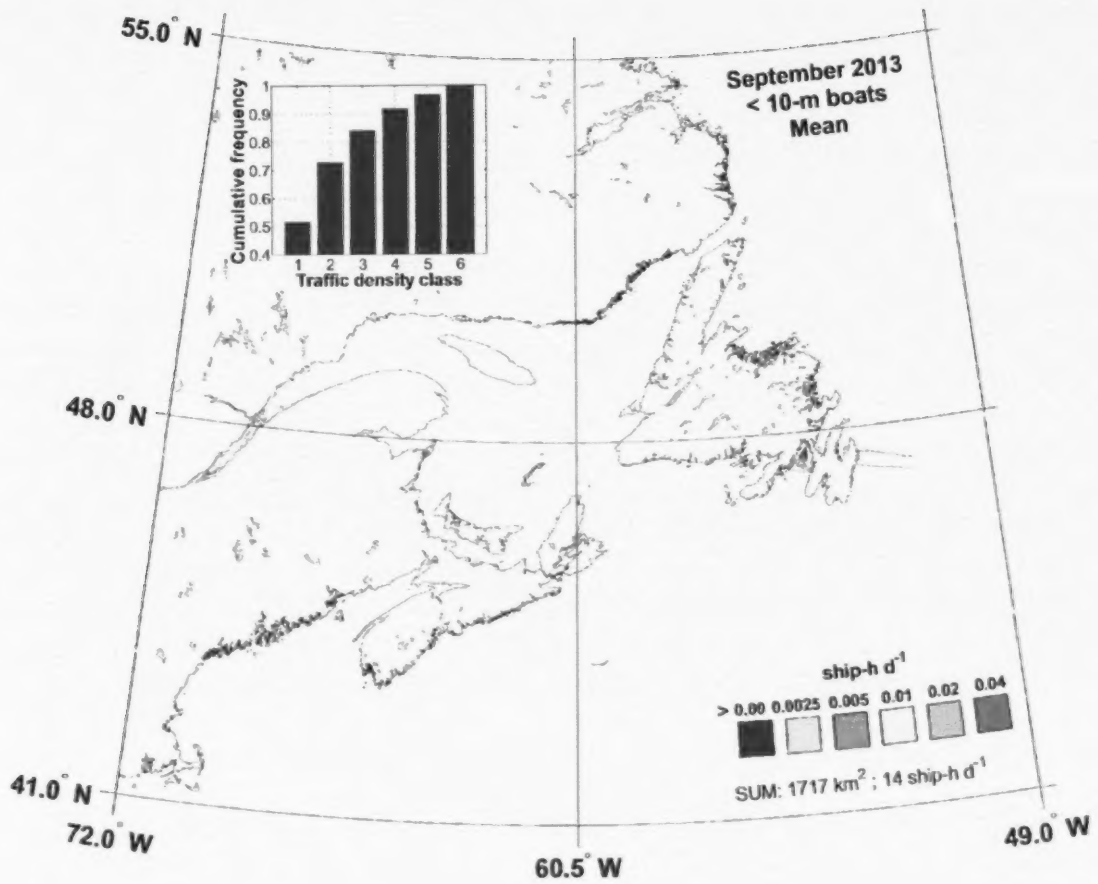 55.0° N
September 2013
< 10-m boats
Mean
Cumulative frequency
1
0.9
0.8
0.7
0.6
0.5
0.4
1 2 3 4 5 6
Traffic density class
48.0° N
ship-h d⁻¹
> 0.00 0.0025 0.005 0.01 0.02 0.04
SUM: 1717 km² ; 14 ship-h d⁻¹
41.0° N
72.0° W
60.5° W
49.0° W